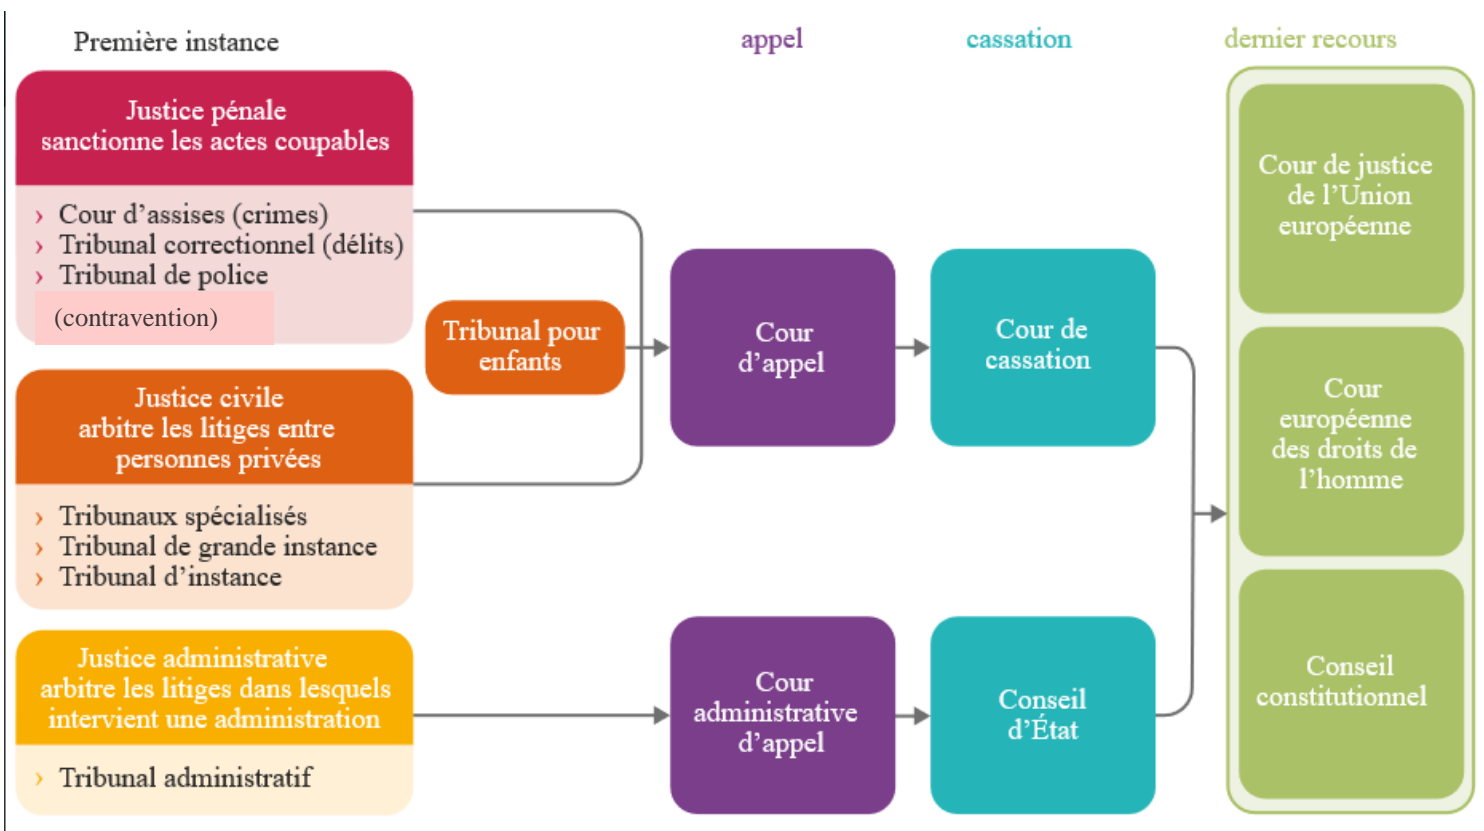 Première instance
appel
cassation
dernier recours
Justice pénale
sanctionne les actes coupables
› Cour d’assises (crimes)
› Tribunal correctionnel (délits)
› Tribunal de police
(contravention)
Justice civile
arbitre les litiges entre
personnes privées
› Tribunaux spécialisés
› Tribunal de grande instance
› Tribunal d’instance
Justice administrative
arbitre les litiges dans lesquels
intervient une administration
› Tribunal administratif
Tribunal pour
enfants
Cour
d’appel
Cour de
cassation
Cour
administrative
d’appel
Conseil
d’État
Cour de justice
de l’Union
européenne
Cour
européenne
des droits de
l’homme
Conseil
constitutionnel